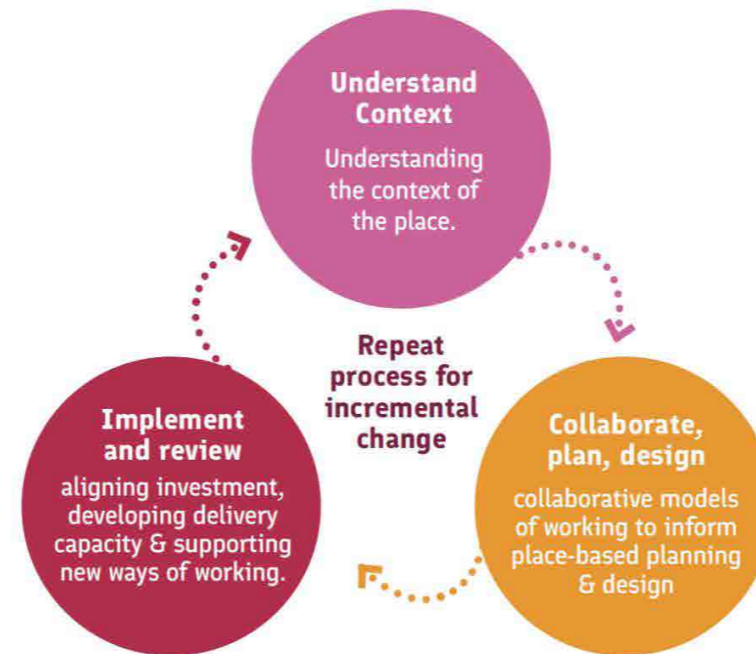 Understand
Context
Understanding
the context of
the place.
Repeat
process for
incremental
change
Implement
and review
aligning investment,
developing delivery
capacity & supporting
new ways of working.
Collaborate,
plan, design
collaborative models
of working to inform
place-based planning
& design